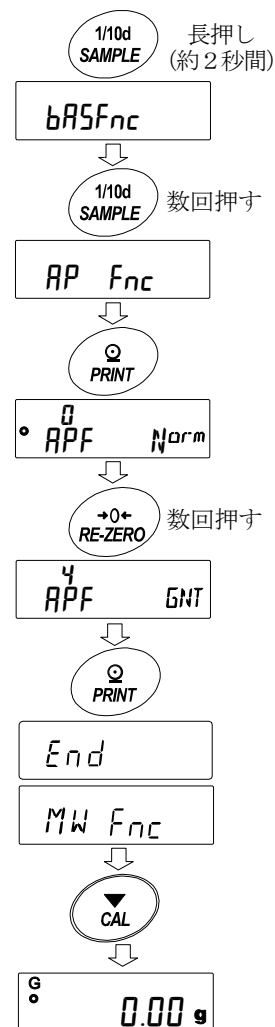 1/10d
SAMPLE
長押し
(約2秒間)
bASFnc
1/10d
SAMPLE
数回押す
AP Fnc
PRINT
0
APF Norm
→0←
RE-ZERO
数回押す
4
APF GNT
PRINT
End
MW Fnc
CAL
G
0.00 g